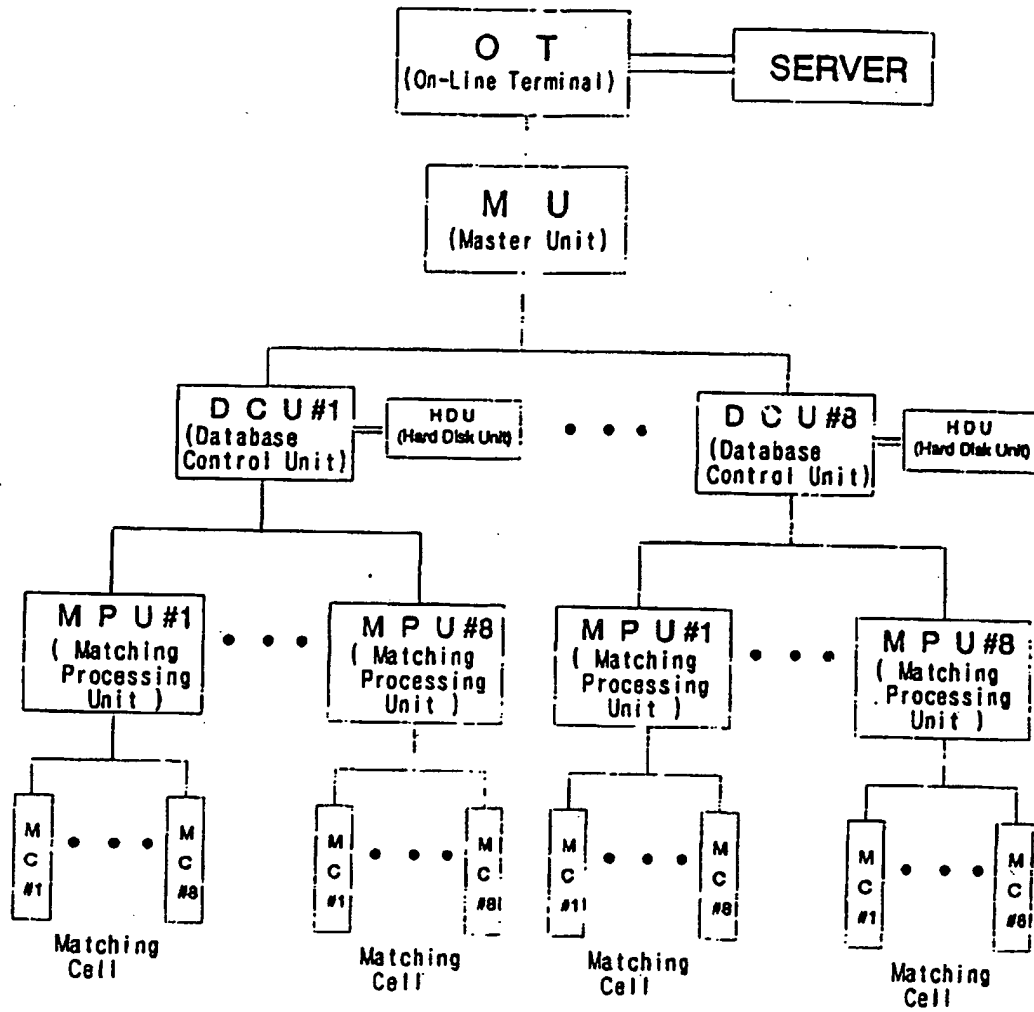 O T
(On-Line Terminal)
SERVER
M U
(Master Unit)
D C U #1
(Database
Control Unit)
HDU
(Hard Disk Unit)
D C U #8
(Database
Control Unit)
HDU
(Hard Disk Unit)
M P U #1
( Matching
Processing
Unit )
M P U #8
( Matching
Processing
Unit )
M P U #1
( Matching
Processing
Unit )
M P U #8
( Matching
Processing
Unit )
M
C
#1
M
C
#8
Matching
Cell
M
C
#1
M
C
#8
Matching
Cell
M
C
#1
M
C
#8
Matching
Cell
M
C
#1
M
C
#8
Matching
Cell